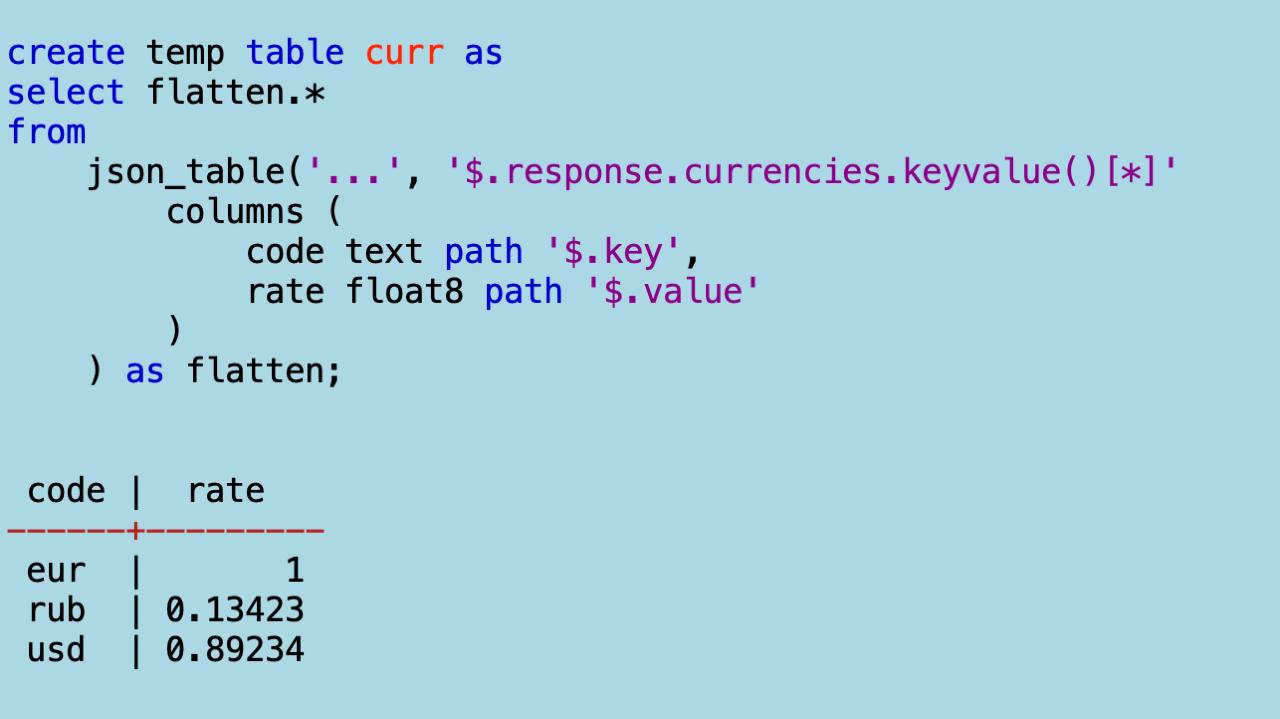 create temp table curr as
select flatten.*
from
    json_table('...', '$.response.currencies.keyvalue()[*]'
        columns (
            code text path '$.key',
            rate float8 path '$.value'
        )
    ) as flatten;
 code |  rate
------+---------
 eur  |       1
 rub  | 0.13423
 usd  | 0.89234